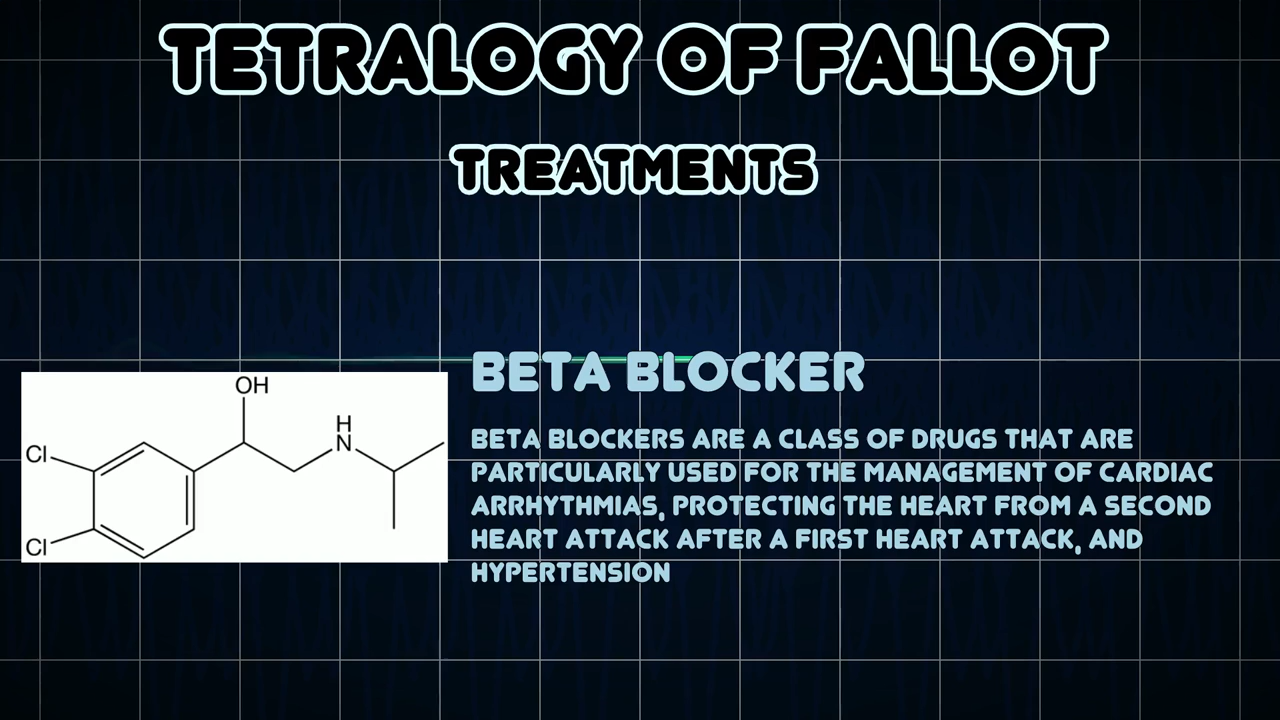 TETRALOGY OF FALLOT
TREATMENTS
BETA BLOCKER
OH
H
N
Cl
Cl
BETA BLOCKERS ARE A CLASS OF DRUGS THAT ARE
PARTICULARLY USED FOR THE MANAGEMENT OF CARDIAC
ARRHYTHMIAS, PROTECTING THE HEART FROM A SECOND
HEART ATTACK AFTER A FIRST HEART ATTACK, AND
HYPERTENSION